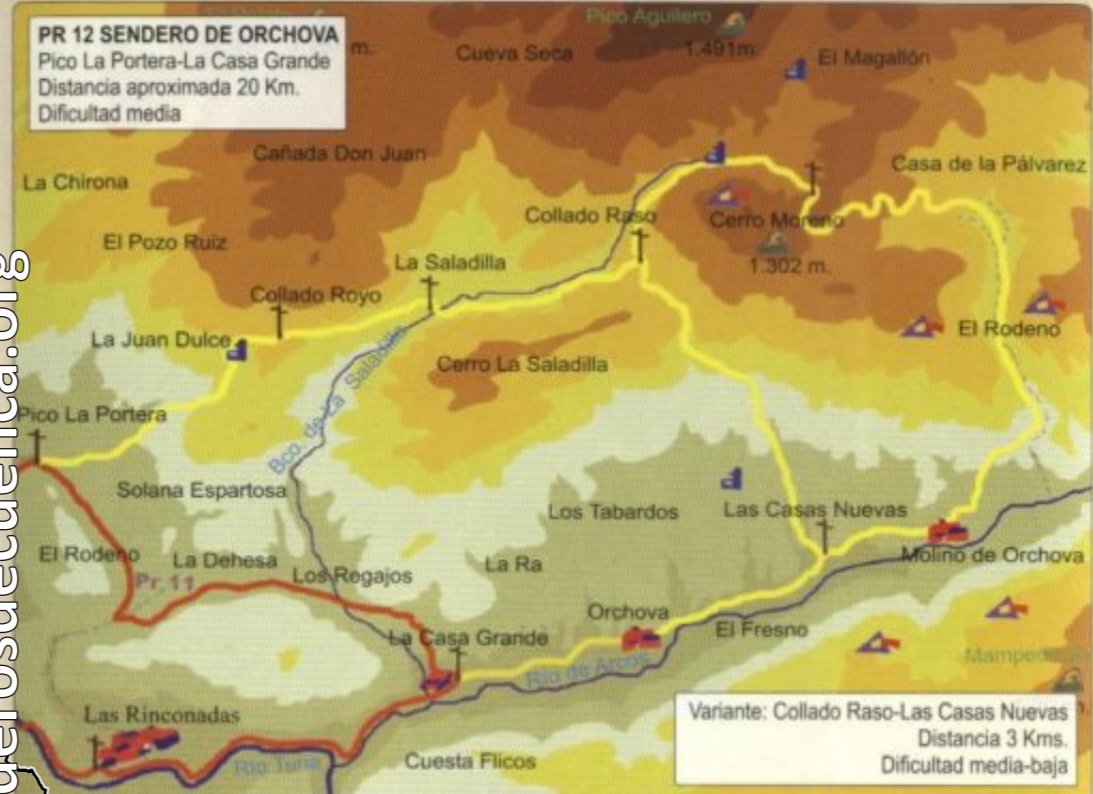 PR 12 SENDERO DE ORCHOVA
Pico La Portera-La Casa Grande
Distancia aproximada 20 Km.
Dificultad media
m.
Pico Aguilero
1.491m.
Cueva Seca
El Magallón
Cañada Don Juan
Casa de la Pálvarez
La Chirona
Collado Raso
Cerro Moreno
El Pozo Ruiz
La Saladilla
1.302 m.
Collado Royo
El Rodeno
La Juan Dulce
Bco. de La Saladilla
Cerro La Saladilla
Pico La Portera
Solana Espartosa
Los Tabardos
Las Casas Nuevas
El Rodeno
La Dehesa
Pr. 11
Los Regajos
La Ra
Molino de Orchova
Orchova
El Fresno
La Casa Grande
Río de Arcos
Las Rinconadas
Río Turia
Cuesta Flicos
Variante: Collado Raso-Las Casas Nuevas
Distancia 3 Kms.
Dificultad media-baja